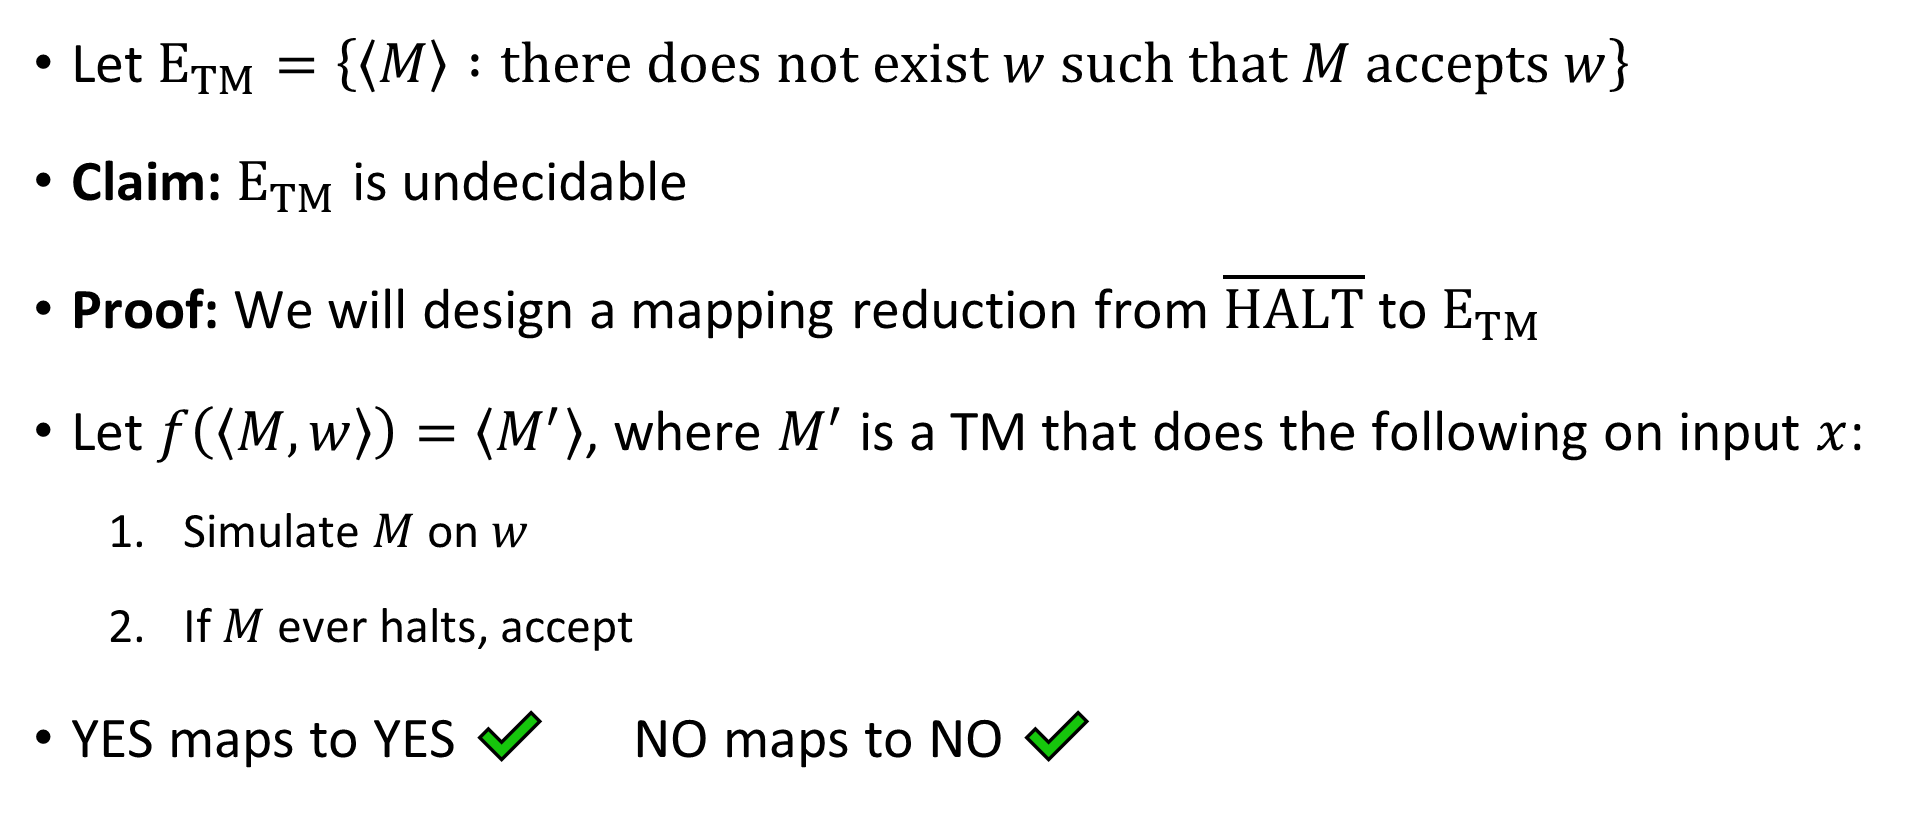 • Let E_TM = {⟨M⟩ : there does not exist w such that M accepts w}
• Claim: E_TM is undecidable
• Proof: We will design a mapping reduction from \overline{HALT} to E_TM
• Let f(⟨M, w⟩) = ⟨M′⟩, where M′ is a TM that does the following on input x:
1. Simulate M on w
2. If M ever halts, accept
• YES maps to YES ✔ NO maps to NO ✔